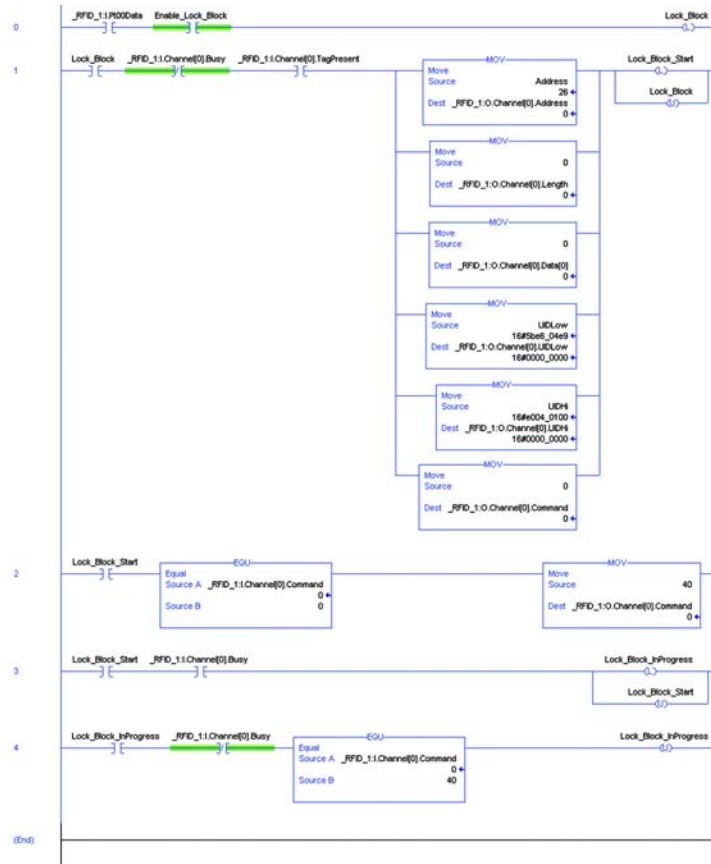 _RFID_1:I.Pt00Data Enable_Lock_Block Lock_Block
0 (L)
Lock_Block _RFID_1:I.Channel[0].Busy _RFID_1:I.Channel[0].TagPresent MOV Lock_Block_Start
1 Move (L)
Source Address
26 Lock_Block
Dest _RFID_1:O.Channel[0].Address (U)
0
MOV
Move
Source 0
Dest _RFID_1:O.Channel[0].Length
0
MOV
Move
Source 0
Dest _RFID_1:O.Channel[0].Data[0]
0
MOV
Move
Source UIDLow
16#5be6_04e9
Dest _RFID_1:O.Channel[0].UIDLow
16#0000_0000
MOV
Move
Source UIDHi
16#e004_0100
Dest _RFID_1:O.Channel[0].UIDHi
16#0000_0000
MOV
Move
Source 0
Dest _RFID_1:O.Channel[0].Command
0
Lock_Block_Start EQU MOV
2 Equal Move
Source A _RFID_1:I.Channel[0].Command Source 40
0
Source B 0 Dest _RFID_1:O.Channel[0].Command
0
Lock_Block_Start _RFID_1:I.Channel[0].Busy Lock_Block_InProgress
3 (L)
Lock_Block_Start
(U)
Lock_Block_InProgress _RFID_1:I.Channel[0].Busy EQU Lock_Block_InProgress
4 Equal (U)
Source A _RFID_1:I.Channel[0].Command
0
Source B 40
(End)